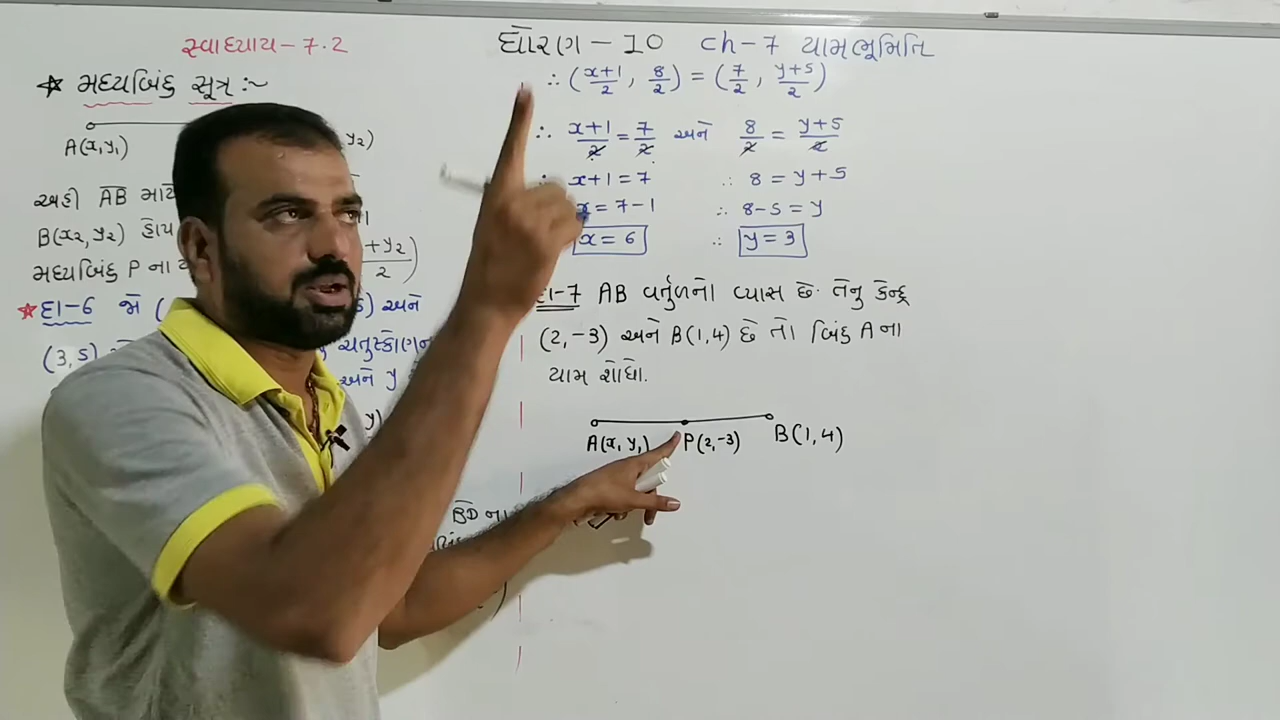 સ્વાધ્યાય - 7.2
★ મધ્યબિંદુ સૂત્ર :~
A(x, y₁) y₂)
અહી AB માટે
B(x₂, y₂) હોય
મધ્યબિંદુ P ના + y₂)
2
★ દા-6 જો ( 5) અને
(3, 5) ચતુષ્કોણન
અને y
y)
BD ના
ધોરણ - 10 ch-7 યામભૂમિતિ
∴ (x+1/2, 8/2) = (7/2, y+5/2)
∴ x+1/2 = 7/2 અને 8/2 = y+5/2
∴ x+1 = 7 ∴ 8 = y+5
x = 7-1 ∴ 8-5 = y
x = 6 ∴ y = 3
દા-7 AB વર્તુળનો વ્યાસ છે. તેનુ કેન્દ્ર
(2, -3) અને B(1, 4) છે તો બિંદુ A ના
યામ શોધો.
A(x, y₁) P(2, -3) B(1, 4)